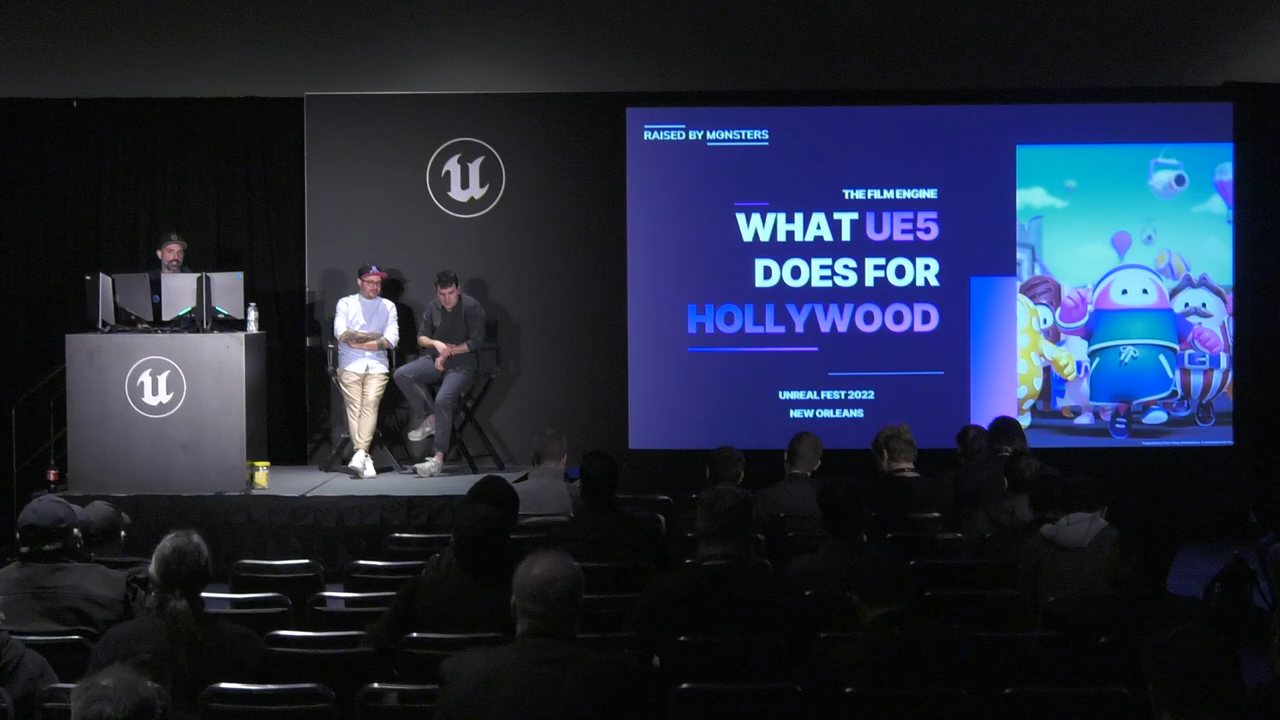 RAISED BY MONSTERS
THE FILM ENGINE
WHAT UE5
DOES FOR
HOLLYWOOD
UNREAL FEST 2022
NEW ORLEANS